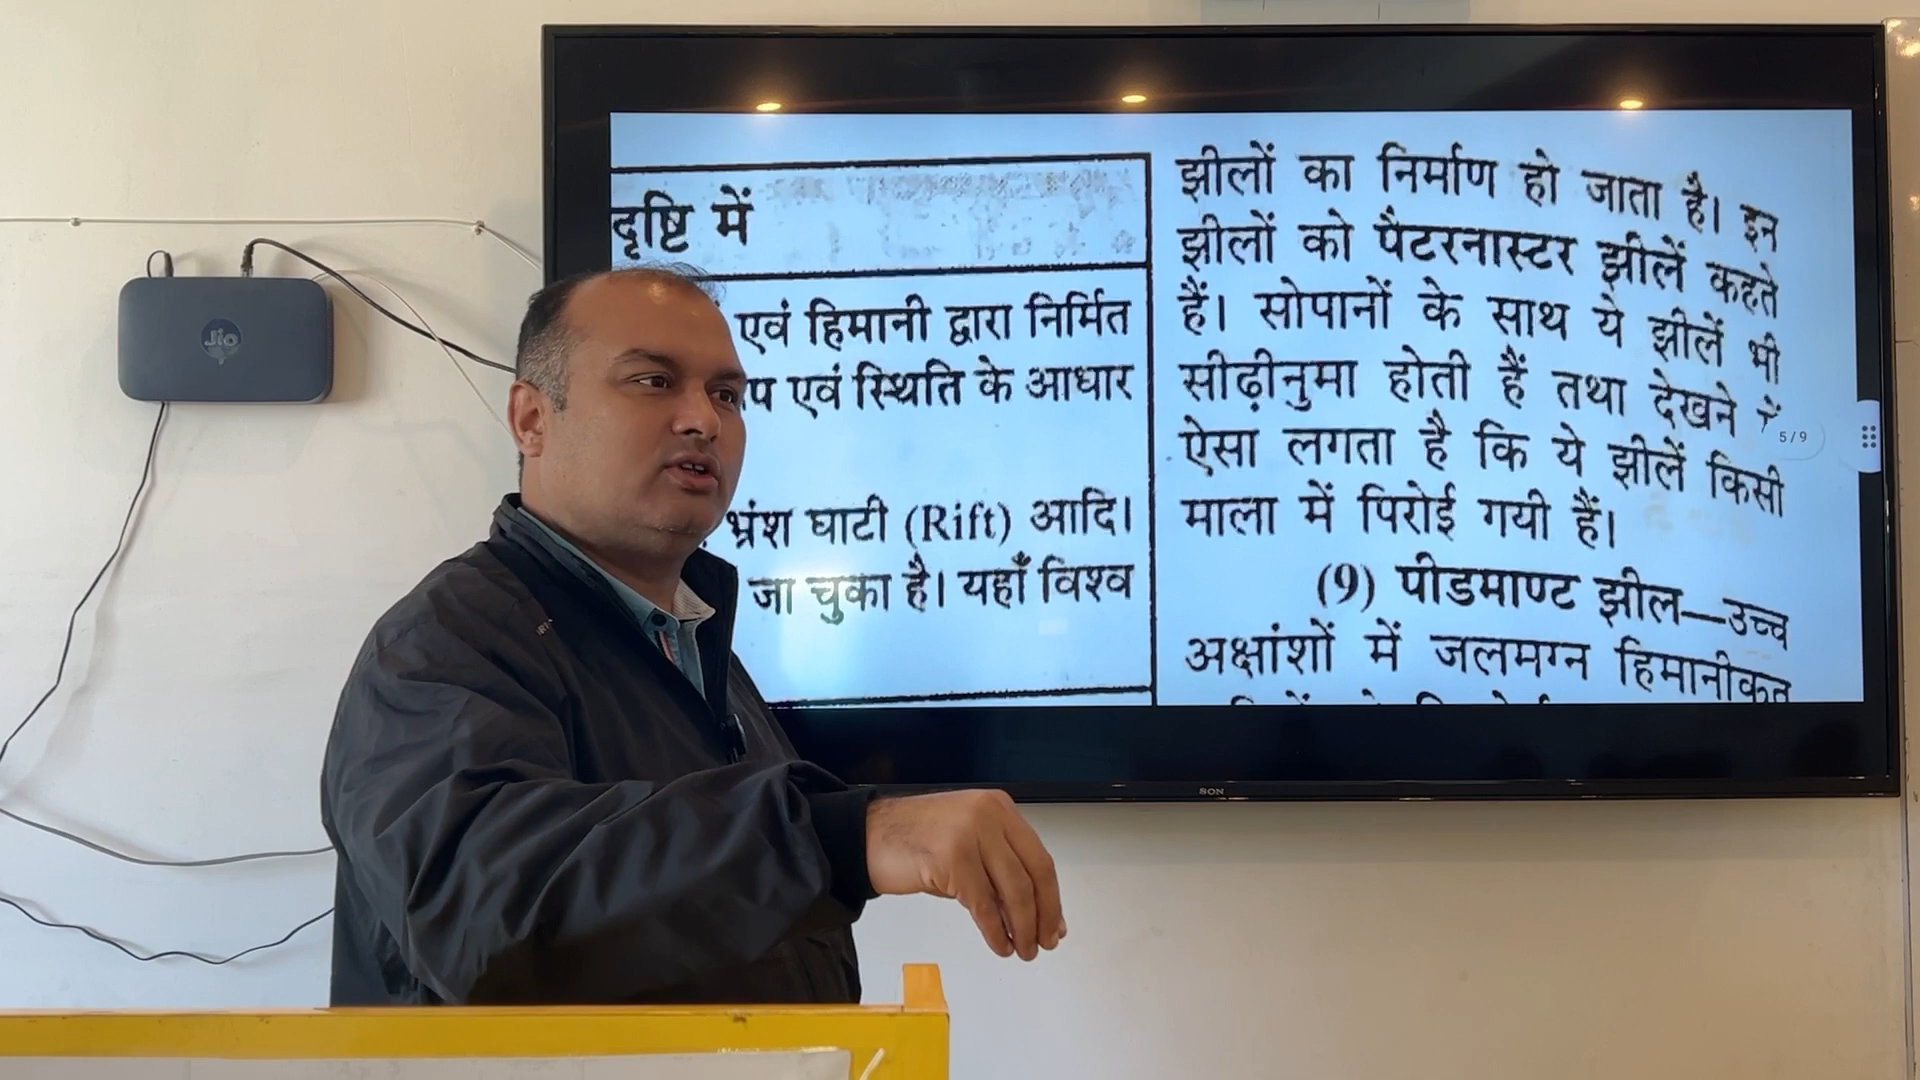 Jio
दृष्टि में
एवं हिमानी द्वारा निर्मित
एवं स्थिति के आधार
भ्रंश घाटी (Rift) आदि।
जा चुका है। यहाँ विश्व
झीलों का निर्माण हो जाता है। इन
झीलों को पैटरनास्टर झीलें कहते
हैं। सोपानों के साथ ये झीलें भी
सीढ़ीनुमा होती हैं तथा देखने में
ऐसा लगता है कि ये झीलें किसी
माला में पिरोई गयी हैं।
(9) पीडमाण्ट झील—उच्च
अक्षांशों में जलमग्न हिमानीकृत
5/9
SON